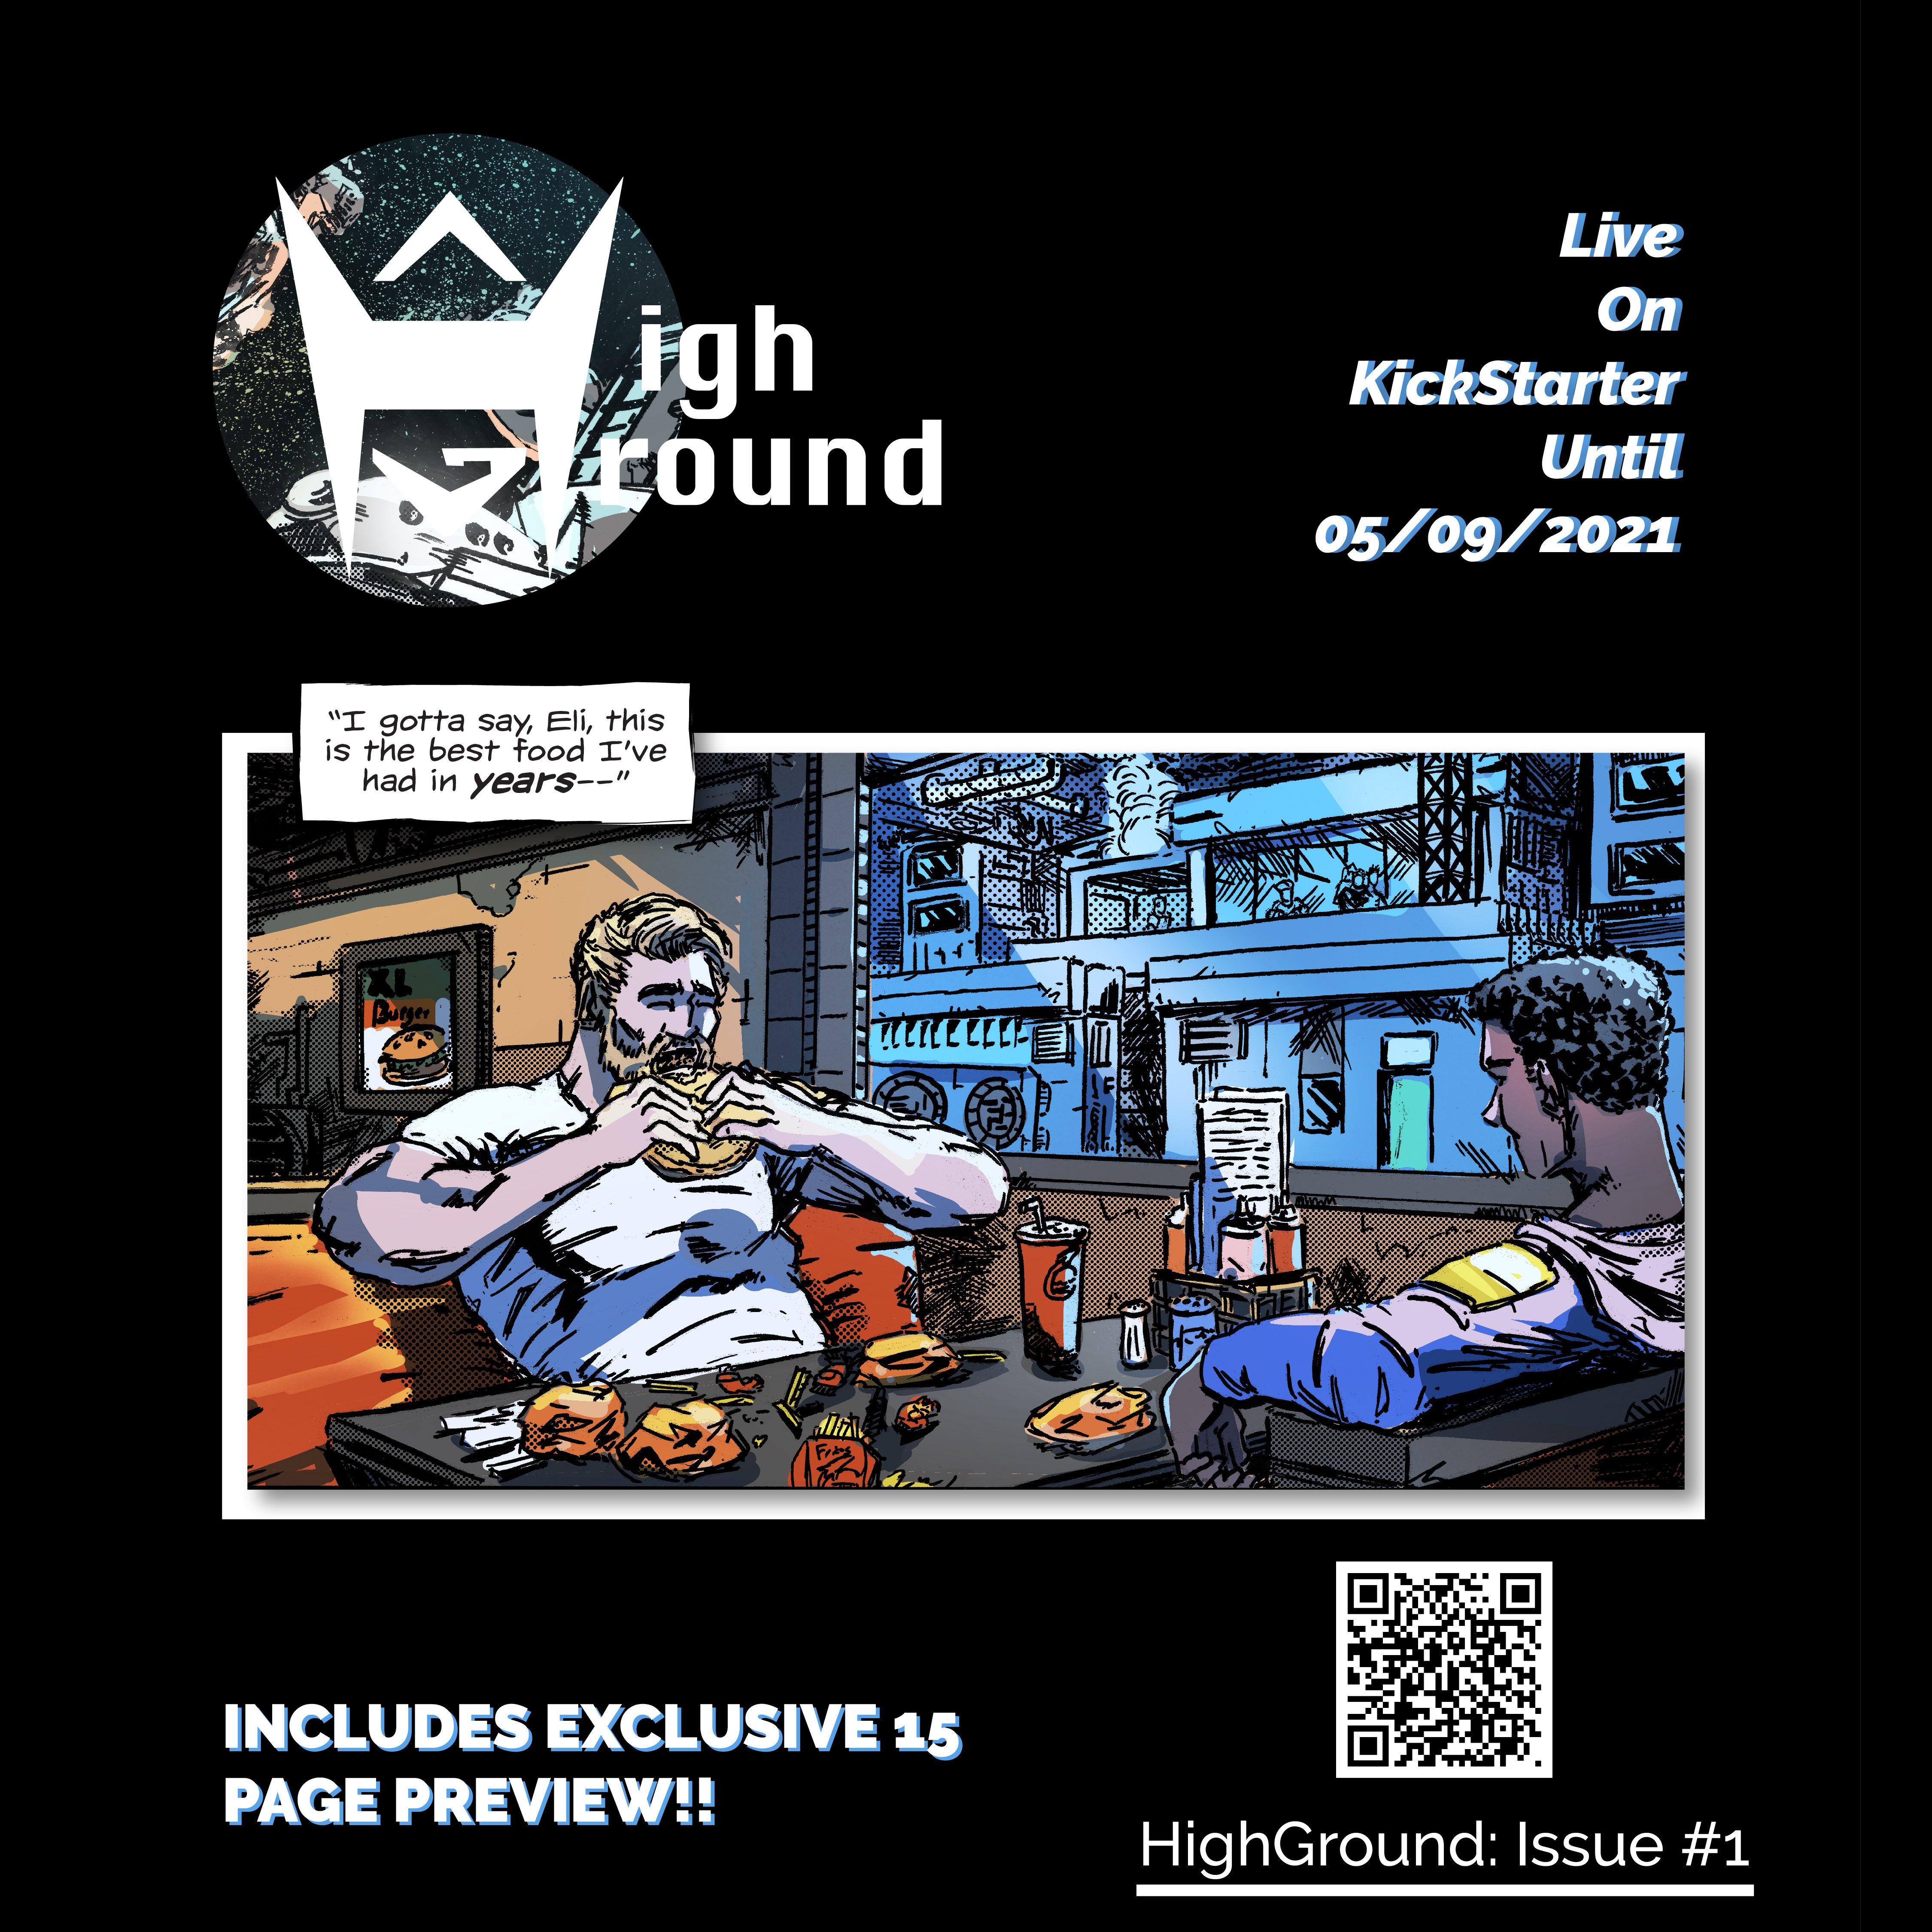 High
Ground
Live
On
KickStarter
Until
05/09/2021
“I gotta say, Eli, this
is the best food I've
had in years--”
XL
Burger
Fries
INCLUDES EXCLUSIVE 15
PAGE PREVIEW!!
HighGround: Issue #1